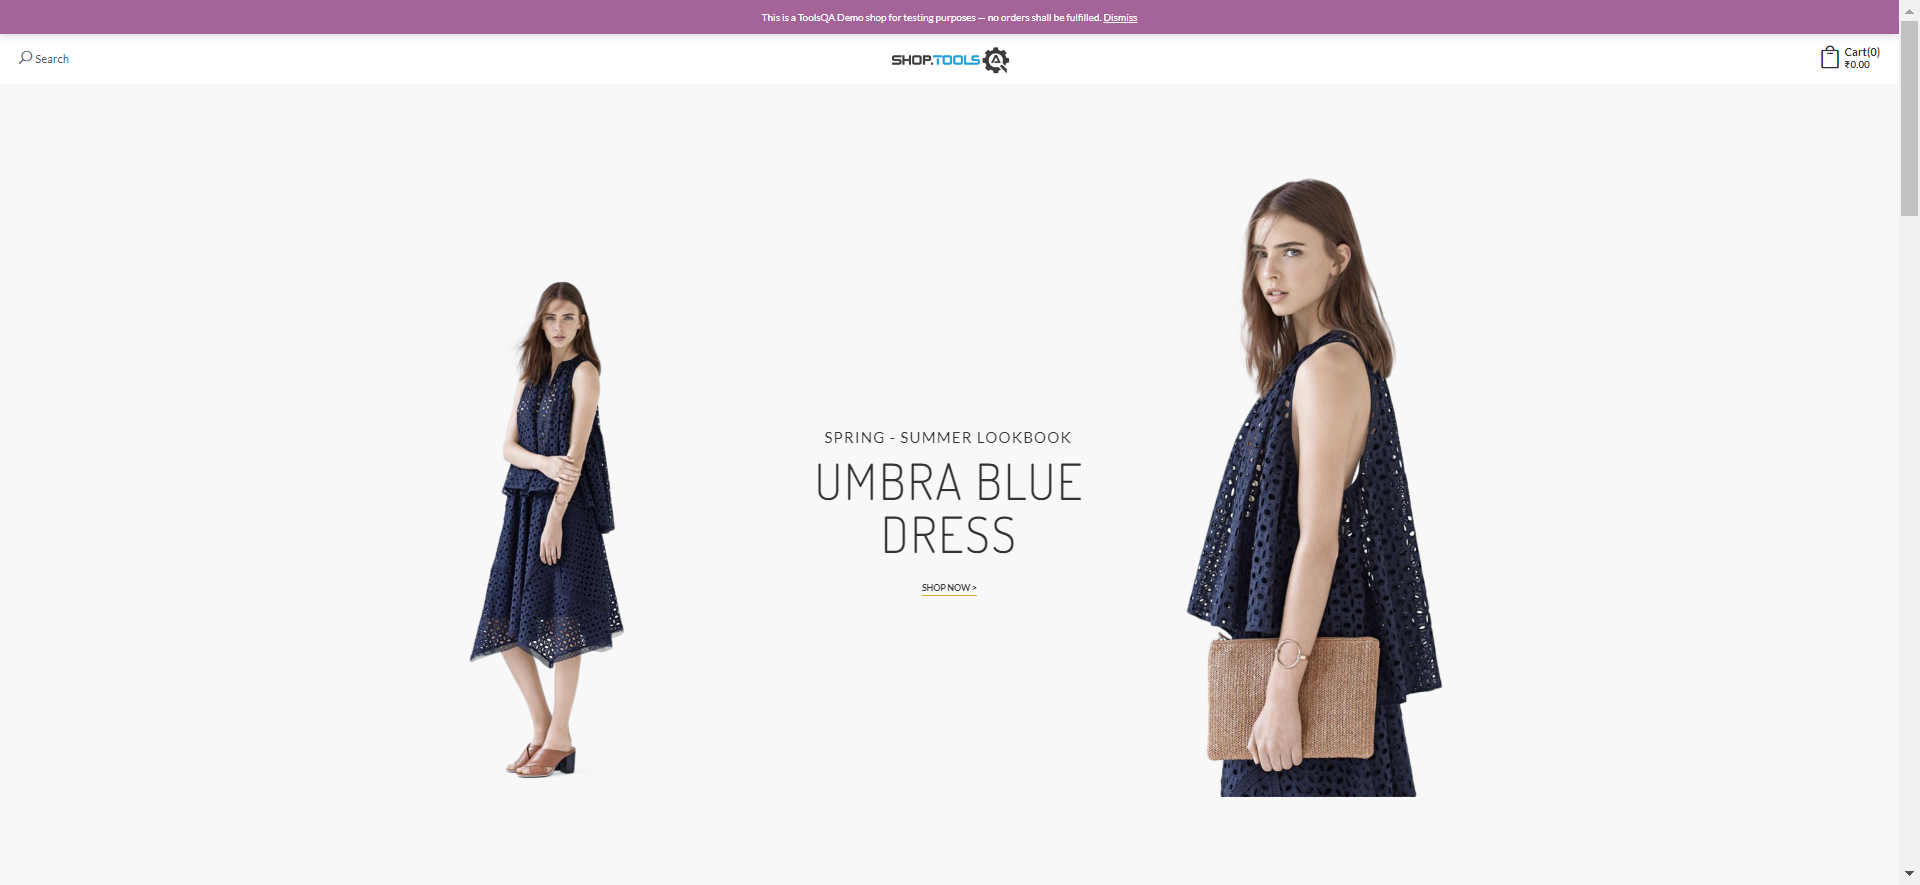 This is a ToolsQA Demo shop for testing purposes — no orders shall be fulfilled. Dismiss
Search
SHOP.TOOLS
Cart(0)
₹0.00
SPRING - SUMMER LOOKBOOK
UMBRA BLUE
DRESS
SHOP NOW >